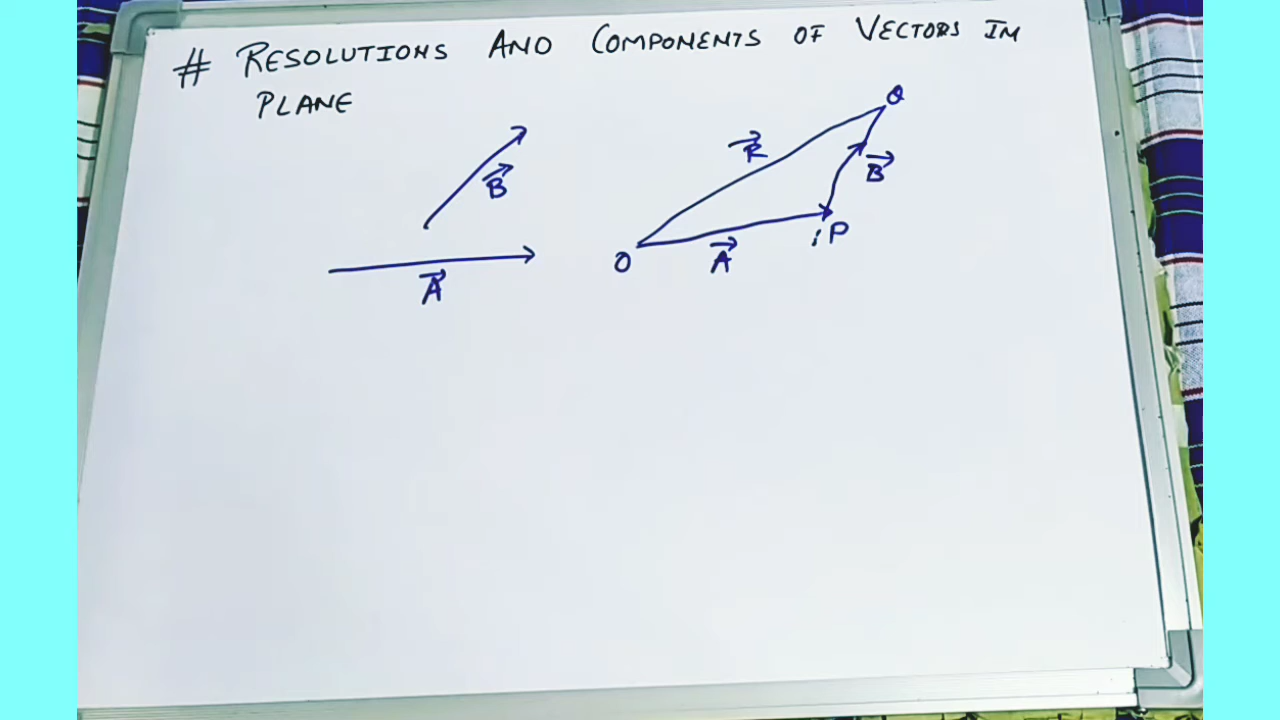 # RESOLUTIONS AND COMPONENTS OF VECTORS IN
PLANE
B⃗
A⃗
O
A⃗
P
B⃗
Q
R⃗